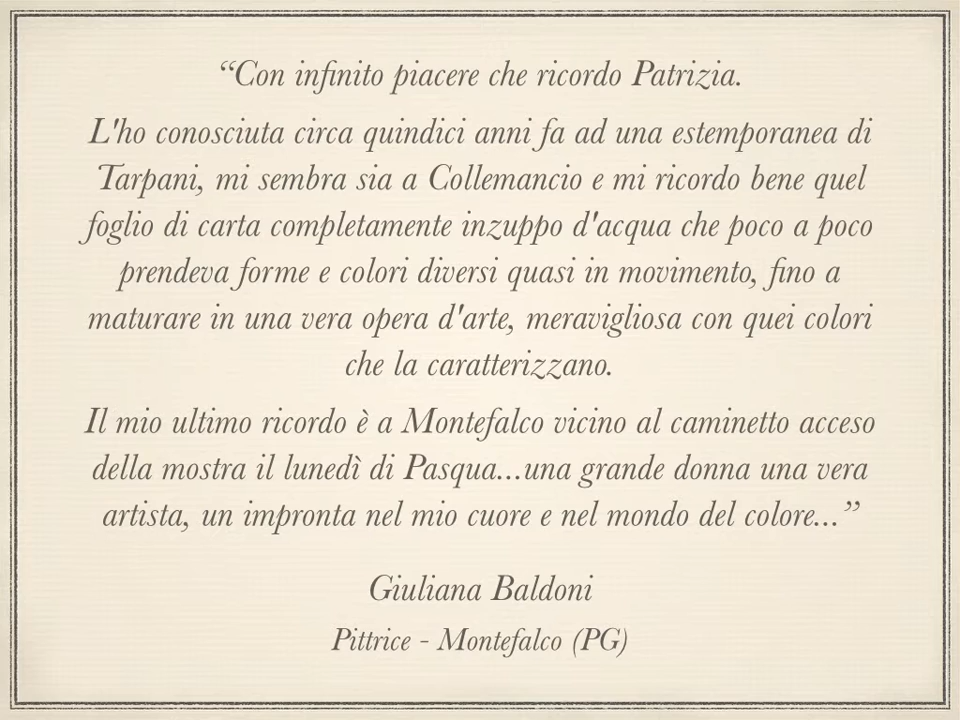 “Con infinito piacere che ricordo Patrizia.
L'ho conosciuta circa quindici anni fa ad una estemporanea di
Tarpani, mi sembra sia a Collemancio e mi ricordo bene quel
foglio di carta completamente inzuppo d'acqua che poco a poco
prendeva forme e colori diversi quasi in movimento, fino a
maturare in una vera opera d'arte, meravigliosa con quei colori
che la caratterizzano.
Il mio ultimo ricordo è a Montefalco vicino al caminetto acceso
della mostra il lunedì di Pasqua...una grande donna una vera
artista, un impronta nel mio cuore e nel mondo del colore...”
Giuliana Baldoni
Pittrice - Montefalco (PG)